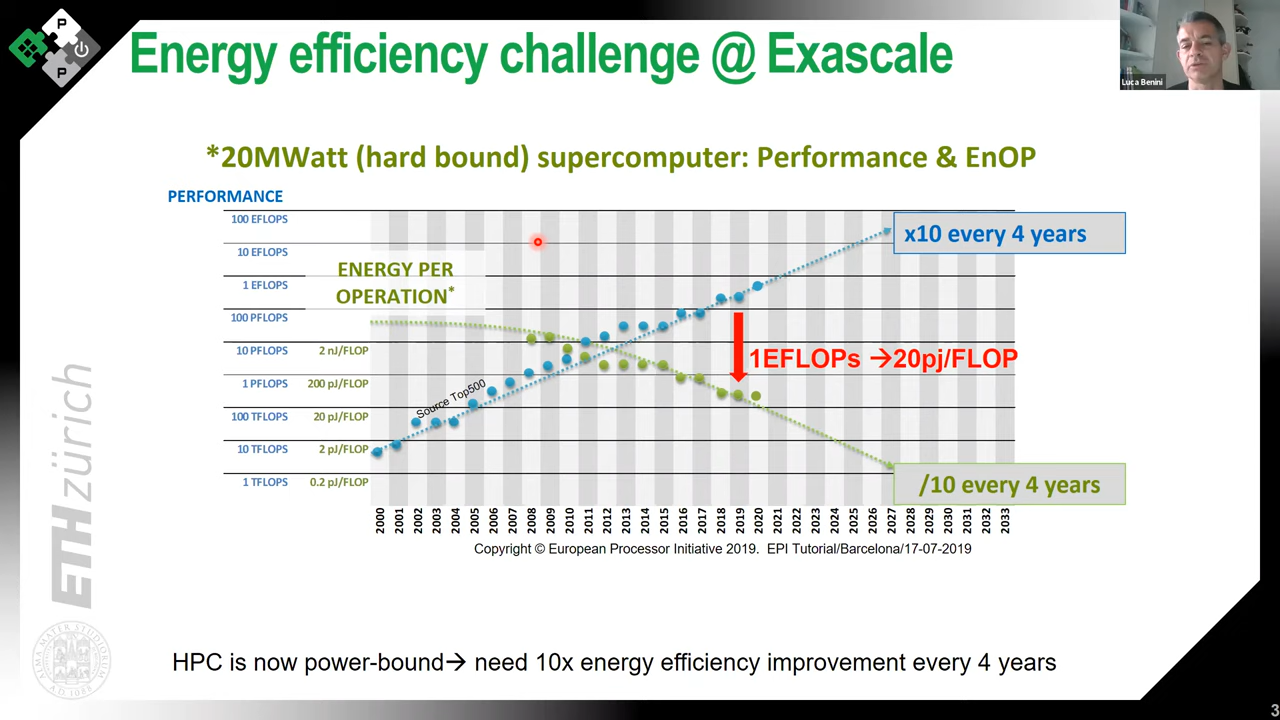 P
P
P
Energy efficiency challenge @ Exascale
Luca Benini
*20MWatt (hard bound) supercomputer: Performance & EnOP
PERFORMANCE
100 EFLOPS
10 EFLOPS
1 EFLOPS
100 PFLOPS
10 PFLOPS
1 PFLOPS
100 TFLOPS
10 TFLOPS
1 TFLOPS
ENERGY PER
OPERATION*
2 nJ/FLOP
200 pJ/FLOP
20 pJ/FLOP
2 pJ/FLOP
0.2 pJ/FLOP
Source Top500
x10 every 4 years
1EFLOPs →20pj/FLOP
/10 every 4 years
2000 2001 2002 2003 2004 2005 2006 2007 2008 2009 2010 2011 2012 2013 2014 2015 2016 2017 2018 2019 2020 2021 2022 2023 2024 2025 2026 2027 2028 2029 2030 2031 2032 2033
Copyright © European Processor Initiative 2019. EPI Tutorial/Barcelona/17-07-2019
ETH zürich
HPC is now power-bound→ need 10x energy efficiency improvement every 4 years
3